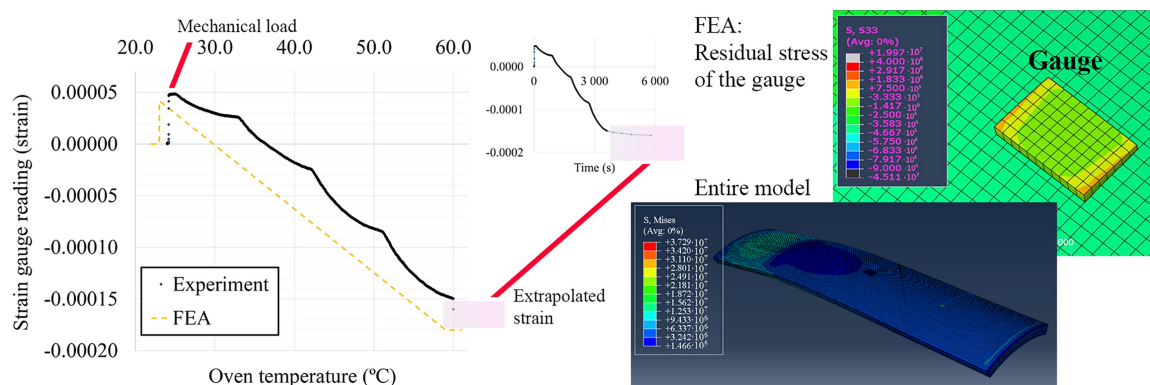 Mechanical load
20.0 30.0 40.0 50.0 60.0
0.00005
0.00000
-0.00005
-0.00010
-0.00015
-0.00020
Strain gauge reading (strain)
Experiment
FEA
Oven temperature (ºC)
0.0000
-0.0001
-0.0002
0 3 000 6 000
Time (s)
Extrapolated
strain
FEA:
Residual stress
of the gauge
S, S33
(Avg: 0%)
+1.997·10⁷
+4.000·10⁶
+2.917·10⁶
+1.833·10⁶
+7.500·10⁵
-3.333·10⁵
-1.417·10⁶
-2.500·10⁶
-3.583·10⁶
-4.667·10⁶
-5.750·10⁶
-6.833·10⁶
-7.917·10⁶
-9.000·10⁶
-4.511·10⁷
Gauge
Entire model
S, Mises
(Avg: 0%)
+3.729·10⁷
+3.420·10⁷
+3.110·10⁷
+2.801·10⁷
+2.491·10⁷
+2.181·10⁷
+1.872·10⁷
+1.562·10⁷
+1.253·10⁷
+9.433·10⁶
+6.337·10⁶
+3.242·10⁶
+1.466·10⁵